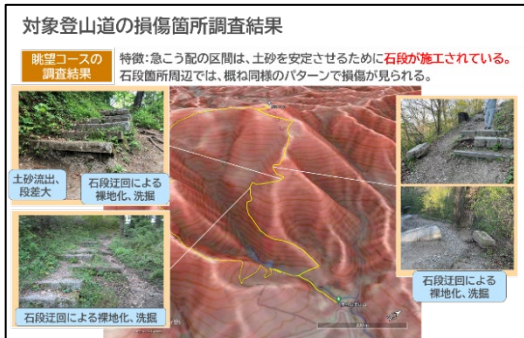 対象登山道の損傷箇所調査結果
眺望コースの
調査結果
特徴:急こう配の区間は、土砂を安定させるために石段が施工されている。
石段箇所周辺では、概ね同様のパターンで損傷が見られる。
土砂流出、
段差大
石段迂回による
裸地化、洗掘
石段迂回による裸地化、洗掘
石段迂回による
裸地化、洗掘